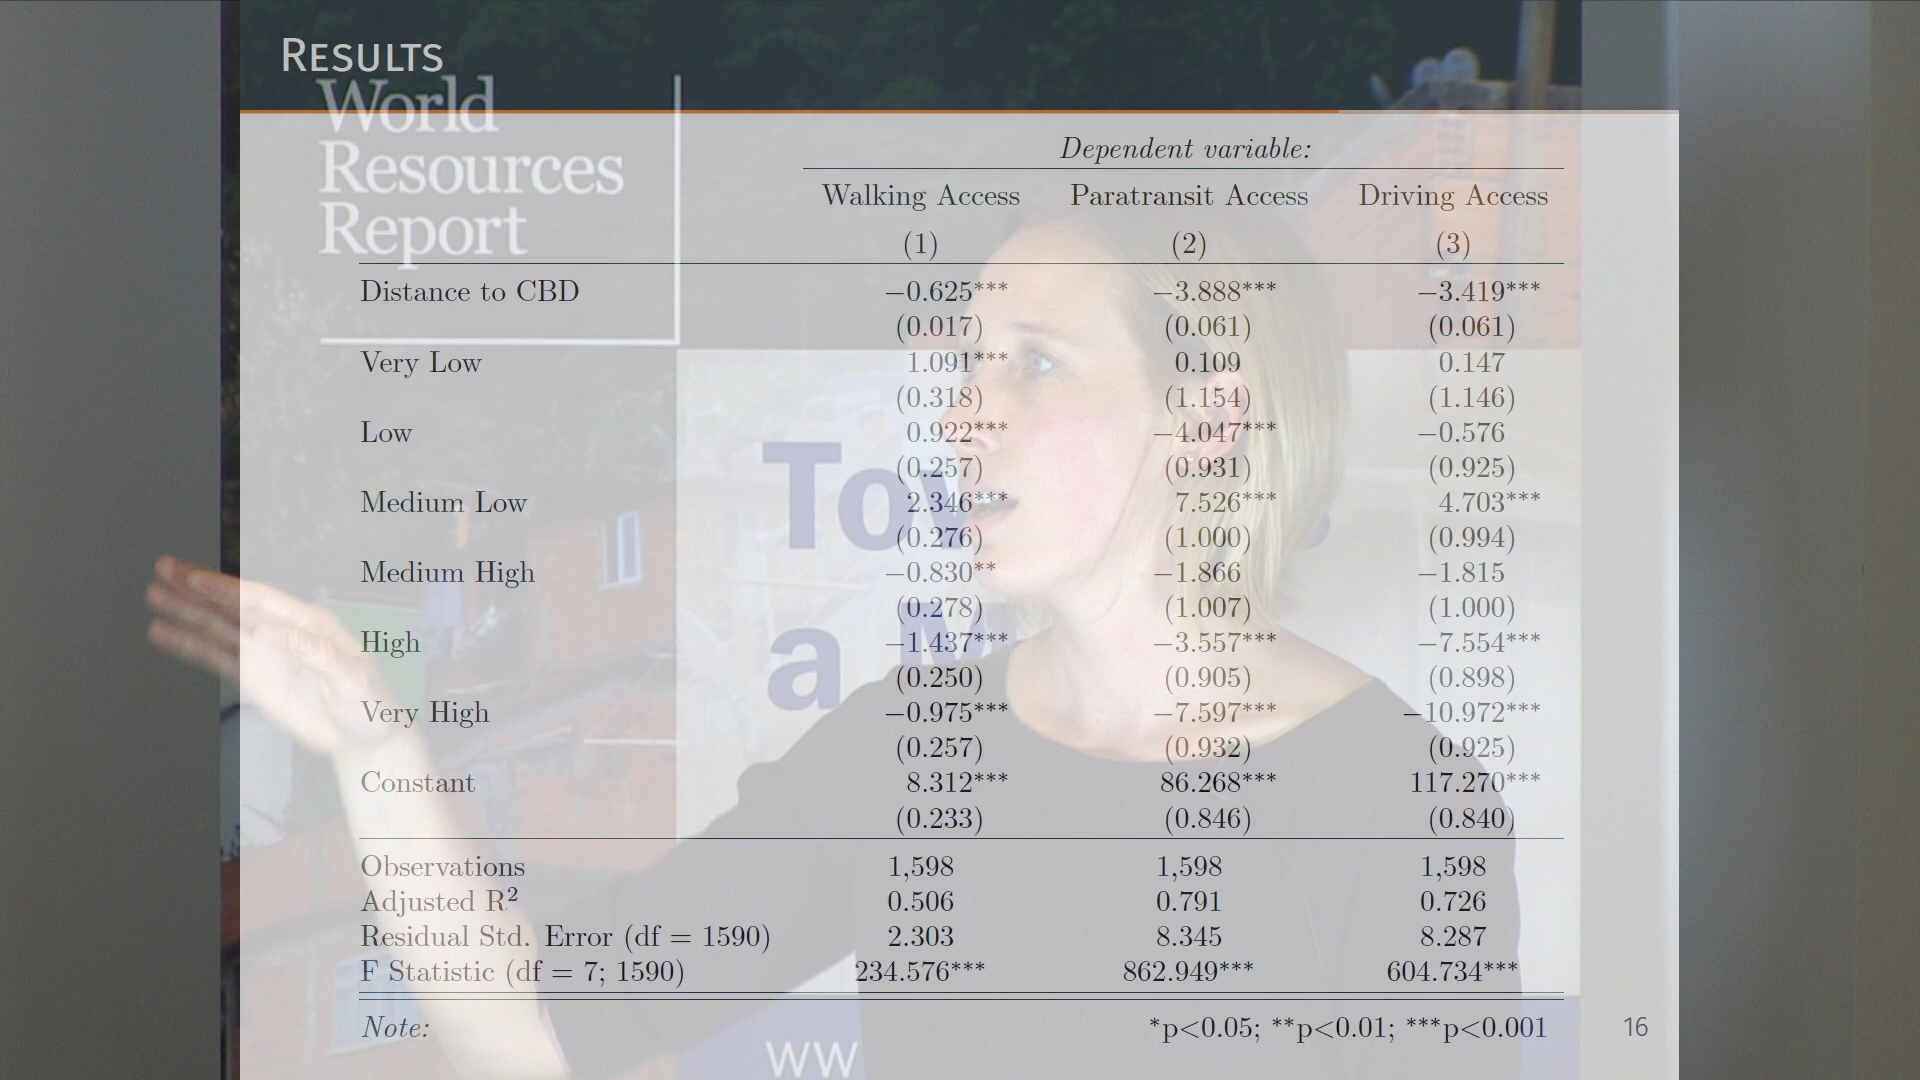 RESULTS
World
Resources
Report
Dependent variable:
Walking Access Paratransit Access Driving Access
(1) (2) (3)
Distance to CBD −0.625*** −3.888*** −3.419***
(0.017) (0.061) (0.061)
Very Low 1.091*** 0.109 0.147
(0.318) (1.154) (1.146)
Low 0.922*** −4.047*** −0.576
(0.257) (0.931) (0.925)
Medium Low 2.346*** 7.526*** 4.703***
(0.276) (1.000) (0.994)
Medium High −0.830** −1.866 −1.815
(0.278) (1.007) (1.000)
High −1.437*** −3.557*** −7.554***
(0.250) (0.905) (0.898)
Very High −0.975*** −7.597*** −10.972***
(0.257) (0.932) (0.925)
Constant 8.312*** 86.268*** 117.270***
(0.233) (0.846) (0.840)
Observations 1,598 1,598 1,598
Adjusted R² 0.506 0.791 0.726
Residual Std. Error (df = 1590) 2.303 8.345 8.287
F Statistic (df = 7; 1590) 234.576*** 862.949*** 604.734***
Note: *p<0.05; **p<0.01; ***p<0.001
16
a
ww